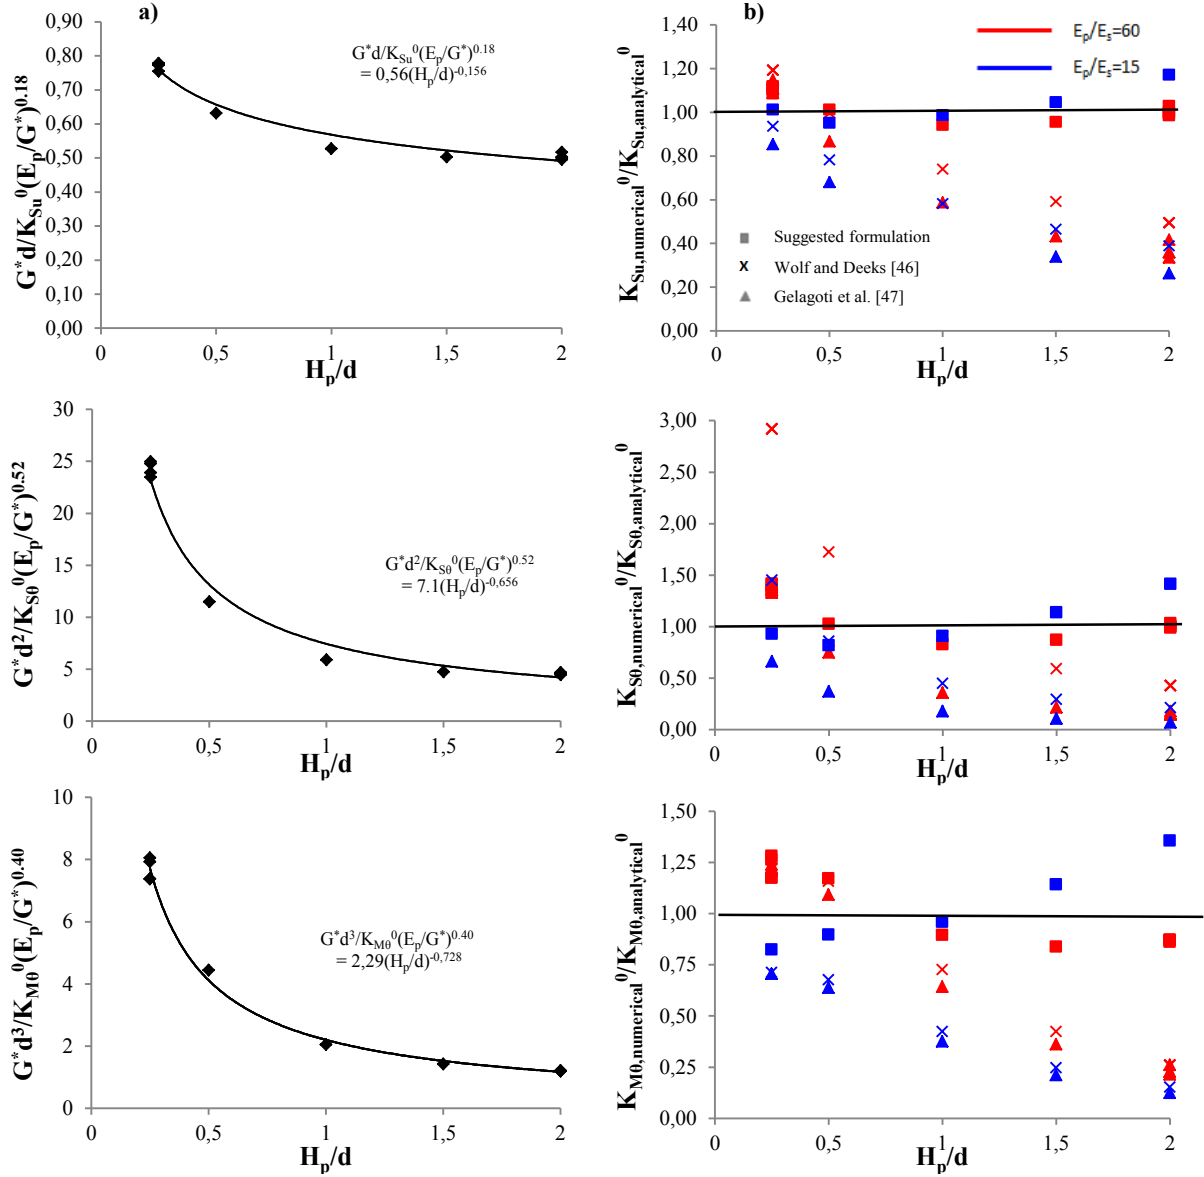 a)
G*d/K_Su^0(E_p/G*)^0.18
0,90
0,80
0,70
0,60
0,50
0,40
0,30
0,20
0,10
0,00
G*d/K_Su^0(E_p/G*)^0.18
= 0,56(H_p/d)^-0,156
0 0,5 1 1,5 2
H_p/d
b)
K_Su,numerical^0/K_Su,analytical^0
1,40
1,20
1,00
0,80
0,60
0,40
0,20
0,00
E_p/E_s=60
E_p/E_s=15
Suggested formulation
X Wolf and Deeks [46]
Gelagoti et al. [47]
0 0,5 1 1,5 2
H_p/d
G*d^2/K_Sθ^0(E_p/G*)^0.52
30
25
20
15
10
5
0
G*d^2/K_Sθ^0(E_p/G*)^0.52
= 7.1(H_p/d)^-0,656
0 0,5 1 1,5 2
H_p/d
K_Sθ,numerical^0/K_Sθ,analytical^0
3,00
2,50
2,00
1,50
1,00
0,50
0,00
0 0,5 1 1,5 2
H_p/d
G*d^3/K_Mθ^0(E_p/G*)^0.40
10
8
6
4
2
0
G*d^3/K_Mθ^0(E_p/G*)^0.40
= 2,29(H_p/d)^-0,728
0 0,5 1 1,5 2
H_p/d
K_Mθ,numerical^0/K_Mθ,analytical^0
1,50
1,25
1,00
0,75
0,50
0,25
0,00
0 0,5 1 1,5 2
H_p/d